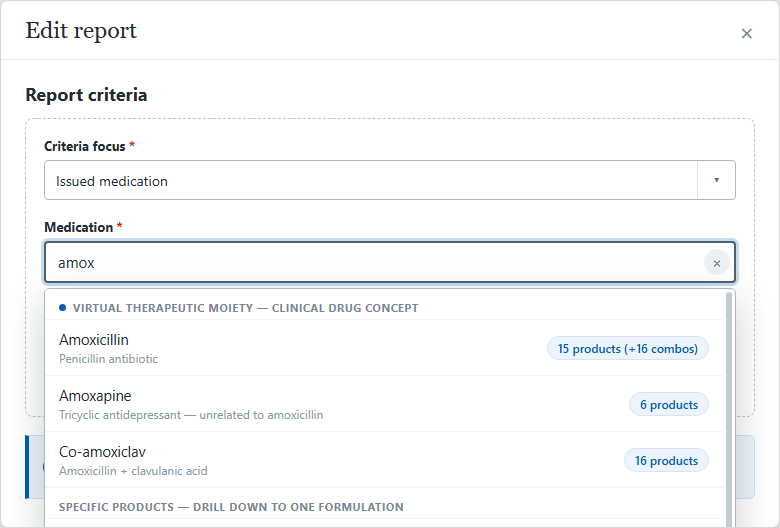 Edit report
×
Report criteria
Criteria focus *
Issued medication
Medication *
amox
×
VIRTUAL THERAPEUTIC MOIETY — CLINICAL DRUG CONCEPT
Amoxicillin
15 products (+16 combos)
Penicillin antibiotic
Amoxapine
6 products
Tricyclic antidepressant — unrelated to amoxicillin
Co-amoxiclav
16 products
Amoxicillin + clavulanic acid
SPECIFIC PRODUCTS — DRILL DOWN TO ONE FORMULATION